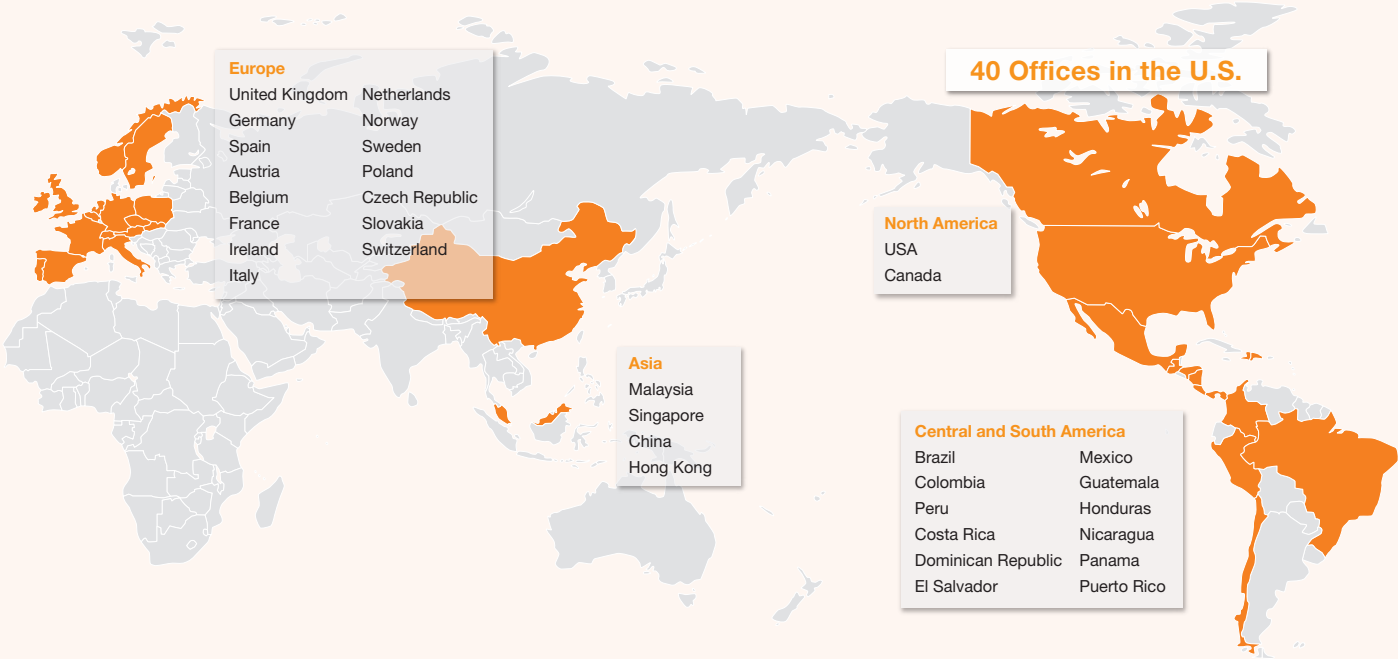 Europe
United Kingdom Netherlands
Germany Norway
Spain Sweden
Austria Poland
Belgium Czech Republic
France Slovakia
Ireland Switzerland
Italy
40 Offices in the U.S.
North America
USA
Canada
Asia
Malaysia
Singapore
China
Hong Kong
Central and South America
Brazil Mexico
Colombia Guatemala
Peru Honduras
Costa Rica Nicaragua
Dominican Republic Panama
El Salvador Puerto Rico